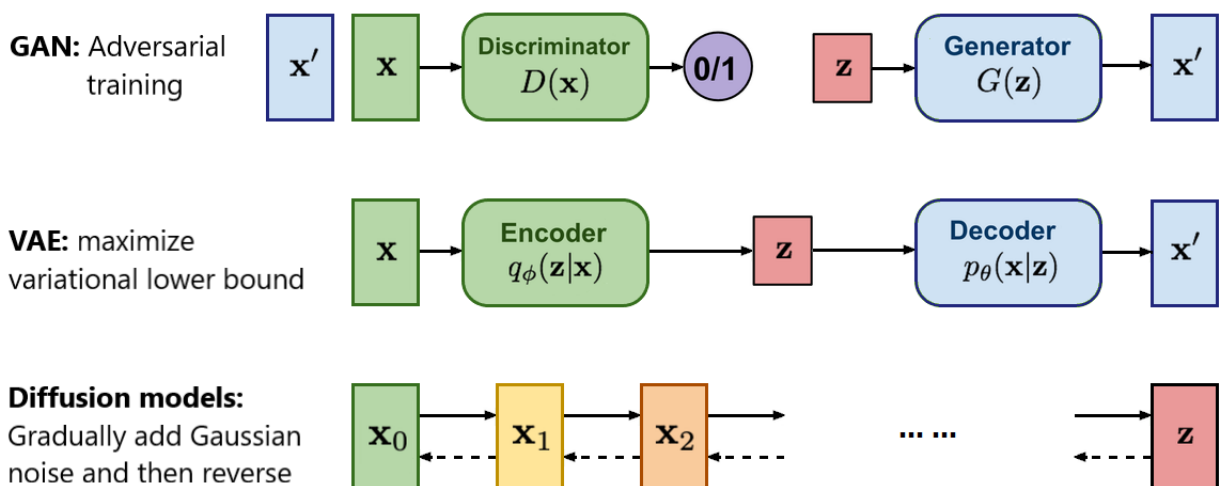 GAN: Adversarial
training
x′
x
Discriminator
D(x)
0/1
z
Generator
G(z)
x′
VAE: maximize
variational lower bound
x
Encoder
qϕ(z|x)
z
Decoder
pθ(x|z)
x′
Diffusion models:
Gradually add Gaussian
noise and then reverse
x₀
x₁
x₂
... ...
z